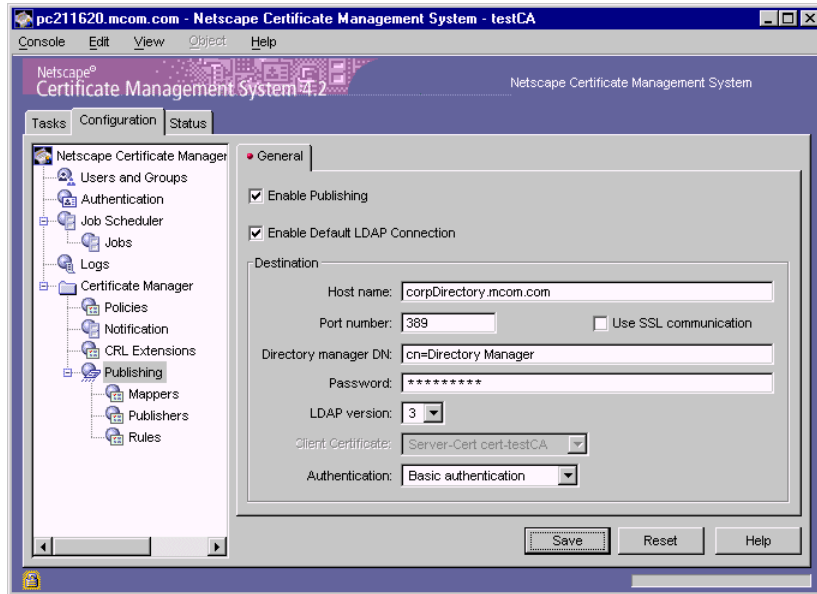 pc211620.mcom.com - Netscape Certificate Management System - testCA
Console Edit View Object Help
Netscape®
Certificate Management System 4.2
Netscape Certificate Management System
Tasks Configuration Status
Netscape Certificate Manager
Users and Groups
Authentication
Job Scheduler
Jobs
Logs
Certificate Manager
Policies
Notification
CRL Extensions
Publishing
Mappers
Publishers
Rules
General
Enable Publishing
Enable Default LDAP Connection
Destination
Host name: corpDirectory.mcom.com
Port number: 389 Use SSL communication
Directory manager DN: cn=Directory Manager
Password: *********
LDAP version: 3
Client Certificate: Server-Cert cert-testCA
Authentication: Basic authentication
Save Reset Help